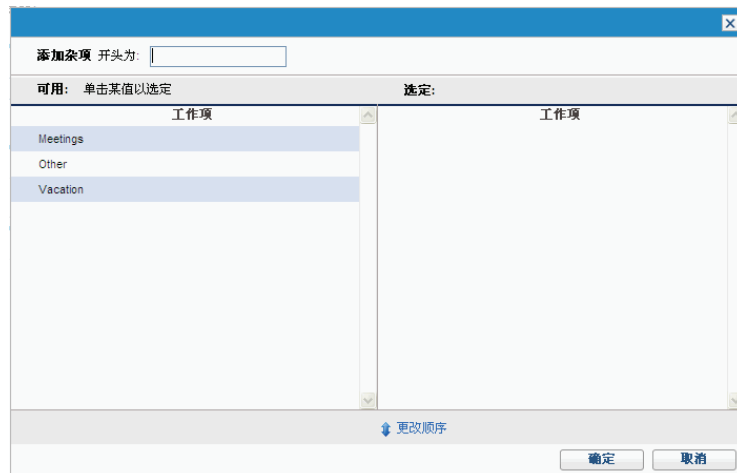 添加杂项 开头为:
可用: 单击某值以选定 选定:
工作项 工作项
Meetings
Other
Vacation
更改顺序
确定 取消